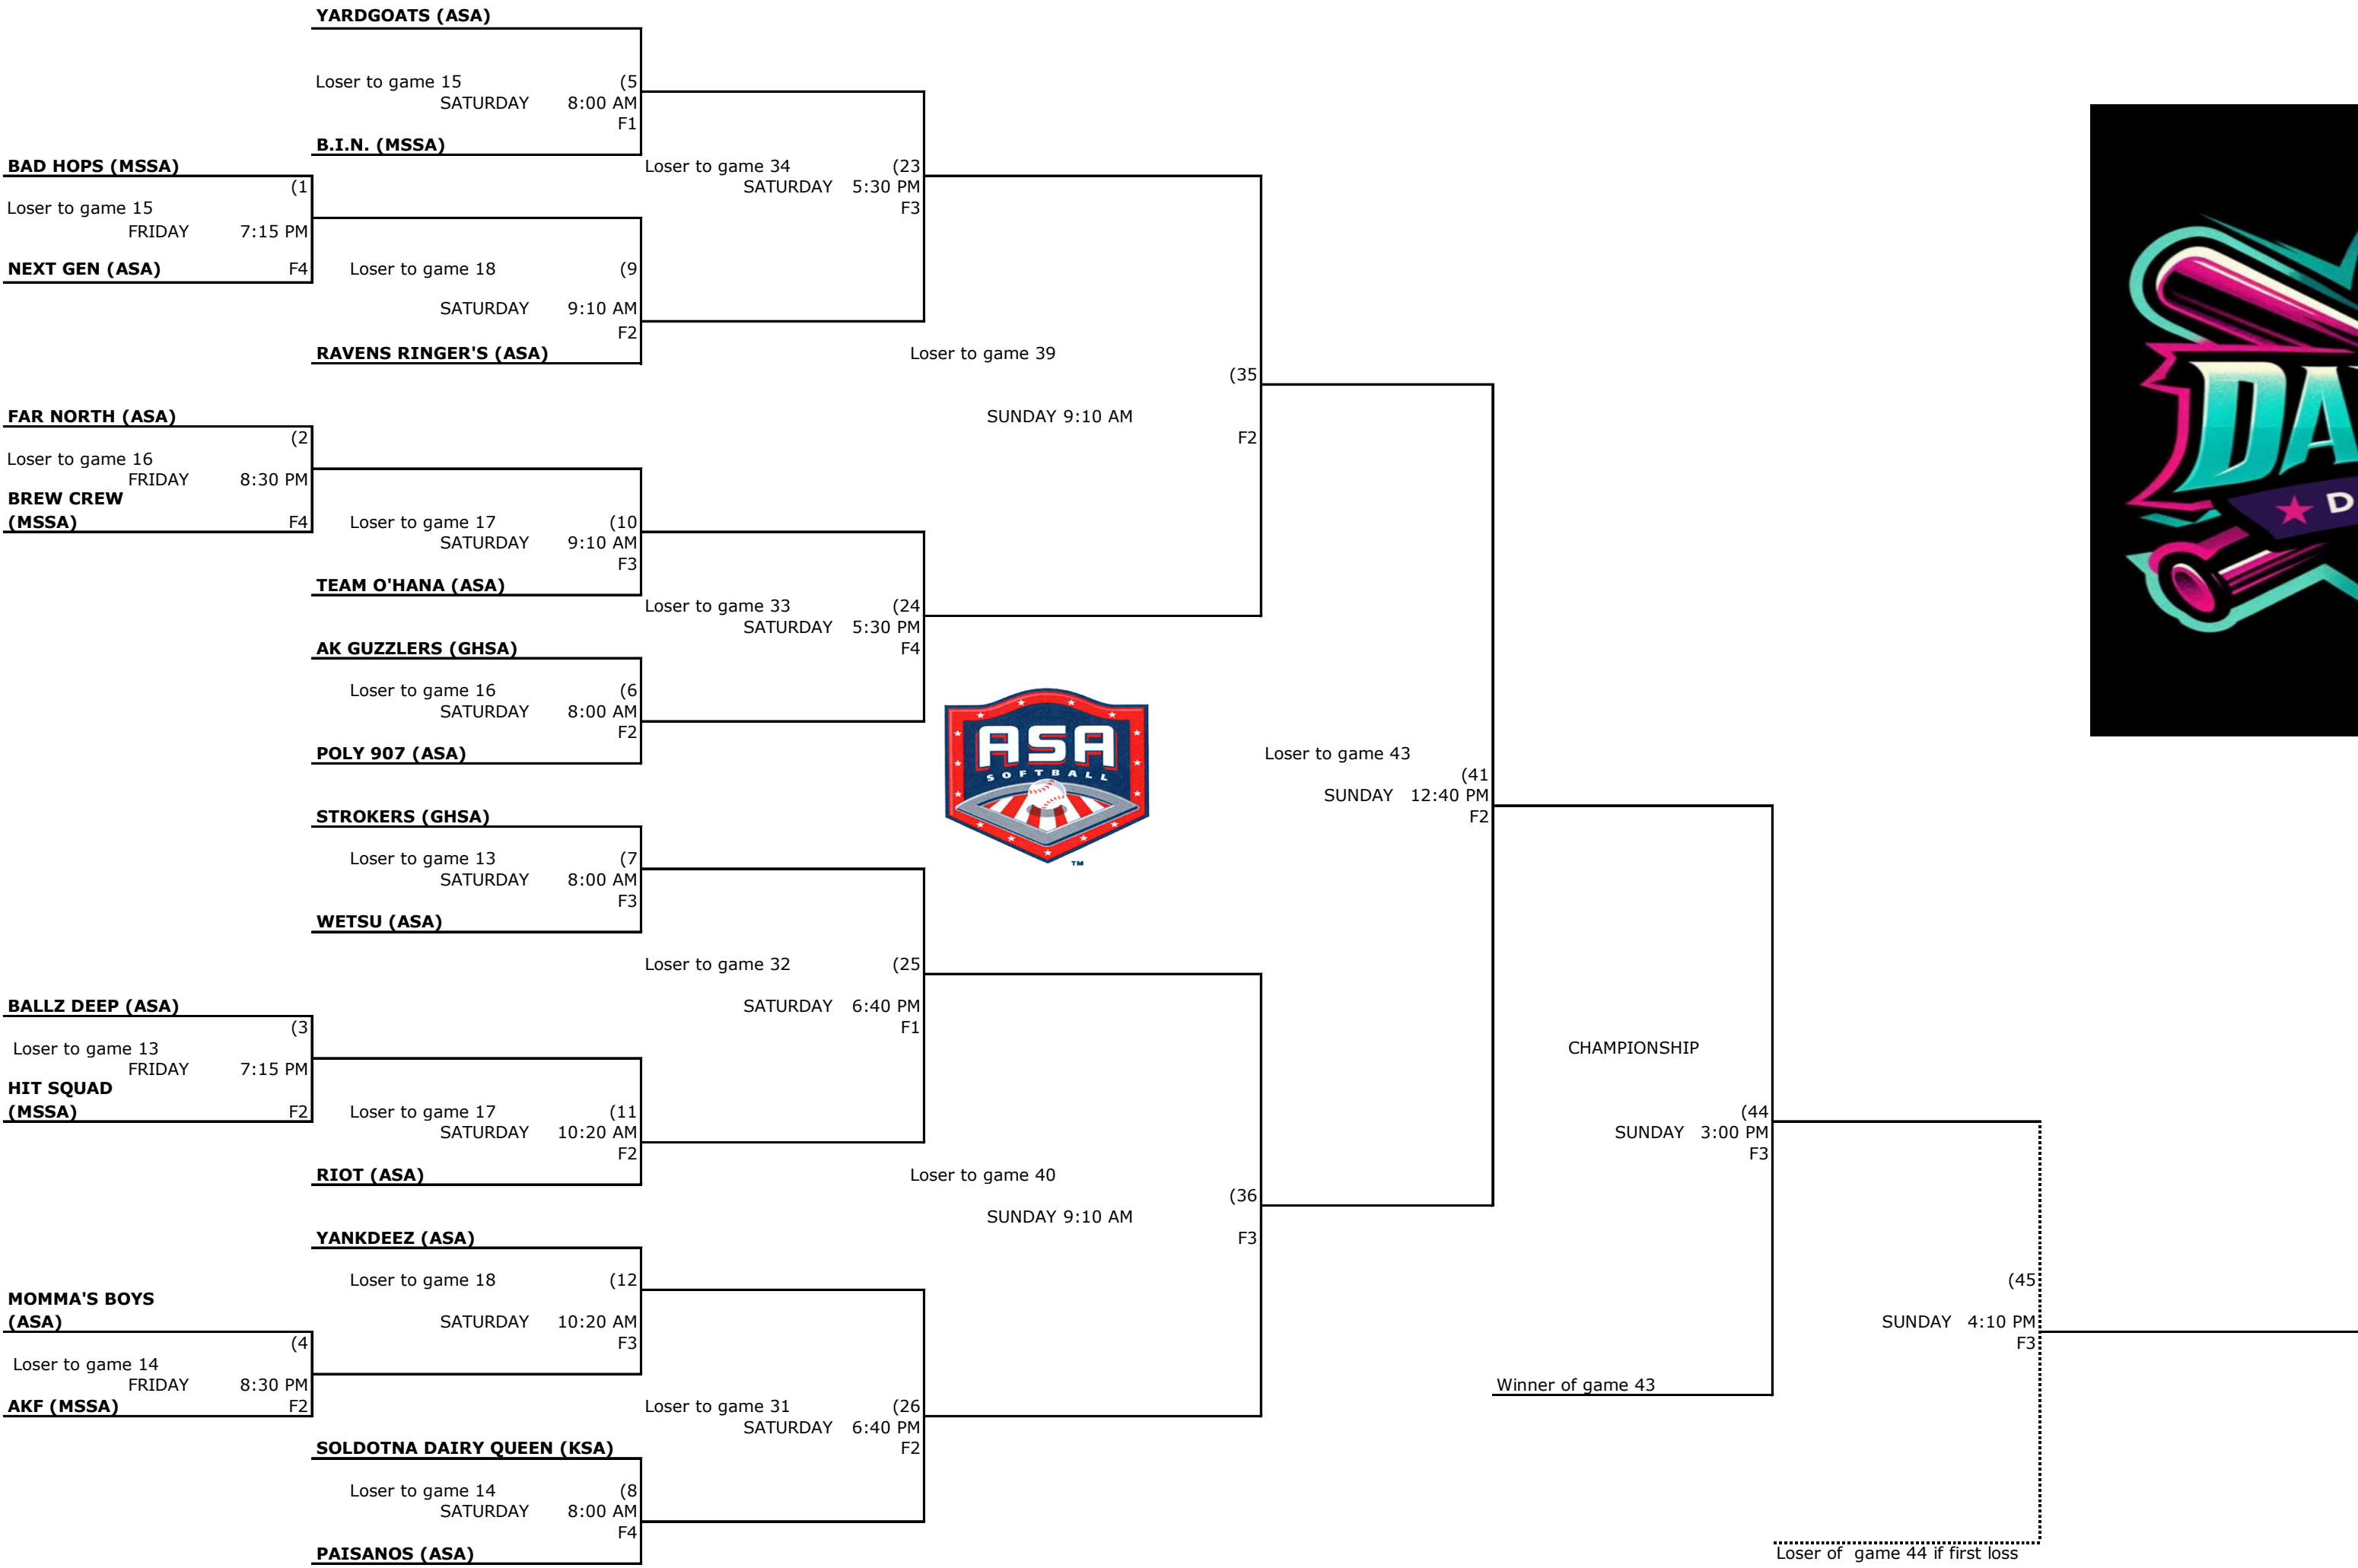 YARDGOATS (ASA)
Loser to game 15 (5
SATURDAY 8:00 AM
F1
B.I.N. (MSSA)
BAD HOPS (MSSA)
(1
Loser to game 15
FRIDAY 7:15 PM
NEXT GEN (ASA) F4
Loser to game 34 (23
SATURDAY 5:30 PM
F3
Loser to game 18 (9
SATURDAY 9:10 AM
F2
RAVENS RINGER'S (ASA)
Loser to game 39
(35
SUNDAY 9:10 AM
F2
FAR NORTH (ASA)
(2
Loser to game 16
FRIDAY 8:30 PM
BREW CREW
(MSSA) F4
Loser to game 17 (10
SATURDAY 9:10 AM
F3
TEAM O'HANA (ASA)
Loser to game 33 (24
SATURDAY 5:30 PM
F4
AK GUZZLERS (GHSA)
Loser to game 16 (6
SATURDAY 8:00 AM
F2
POLY 907 (ASA)
ASA
SOFTBALL
TM
Loser to game 43
(41
SUNDAY 12:40 PM
F2
STROKERS (GHSA)
Loser to game 13 (7
SATURDAY 8:00 AM
F3
WETSU (ASA)
Loser to game 32 (25
SATURDAY 6:40 PM
F1
BALLZ DEEP (ASA)
(3
Loser to game 13
FRIDAY 7:15 PM
HIT SQUAD
(MSSA) F2
Loser to game 17 (11
SATURDAY 10:20 AM
F2
RIOT (ASA)
CHAMPIONSHIP
(44
SUNDAY 3:00 PM
F3
Loser to game 40
(36
SUNDAY 9:10 AM
F3
YANKDEEZ (ASA)
Loser to game 18 (12
SATURDAY 10:20 AM
F3
MOMMA'S BOYS
(ASA)
(4
Loser to game 14
FRIDAY 8:30 PM
AKF (MSSA) F2
Loser to game 31 (26
SATURDAY 6:40 PM
F2
SOLDOTNA DAIRY QUEEN (KSA)
Loser to game 14 (8
SATURDAY 8:00 AM
F4
PAISANOS (ASA)
(45
SUNDAY 4:10 PM
F3
Winner of game 43
Loser of game 44 if first loss